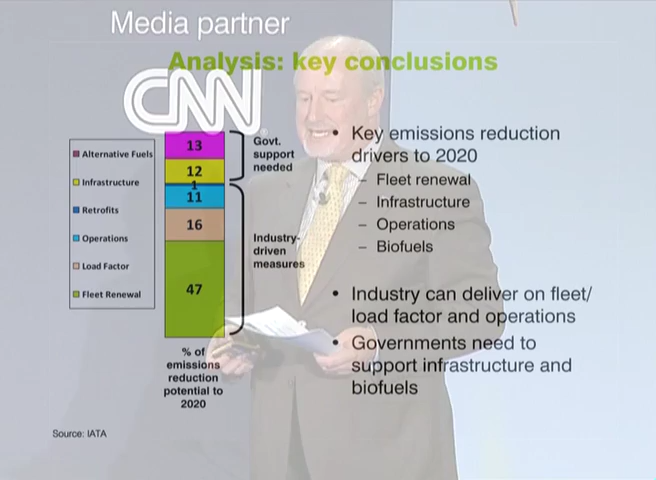 Media partner
Analysis: key conclusions
CNN
Alternative Fuels
Infrastructure
Retrofits
Operations
Load Factor
Fleet Renewal
13
12
1
11
16
47
Govt.
support
needed
Industry-
driven
measures
% of
emissions
reduction
potential to
2020
• Key emissions reduction
drivers to 2020
– Fleet renewal
– Infrastructure
– Operations
– Biofuels
• Industry can deliver on fleet/
load factor and operations
• Governments need to
support infrastructure and
biofuels
Source: IATA